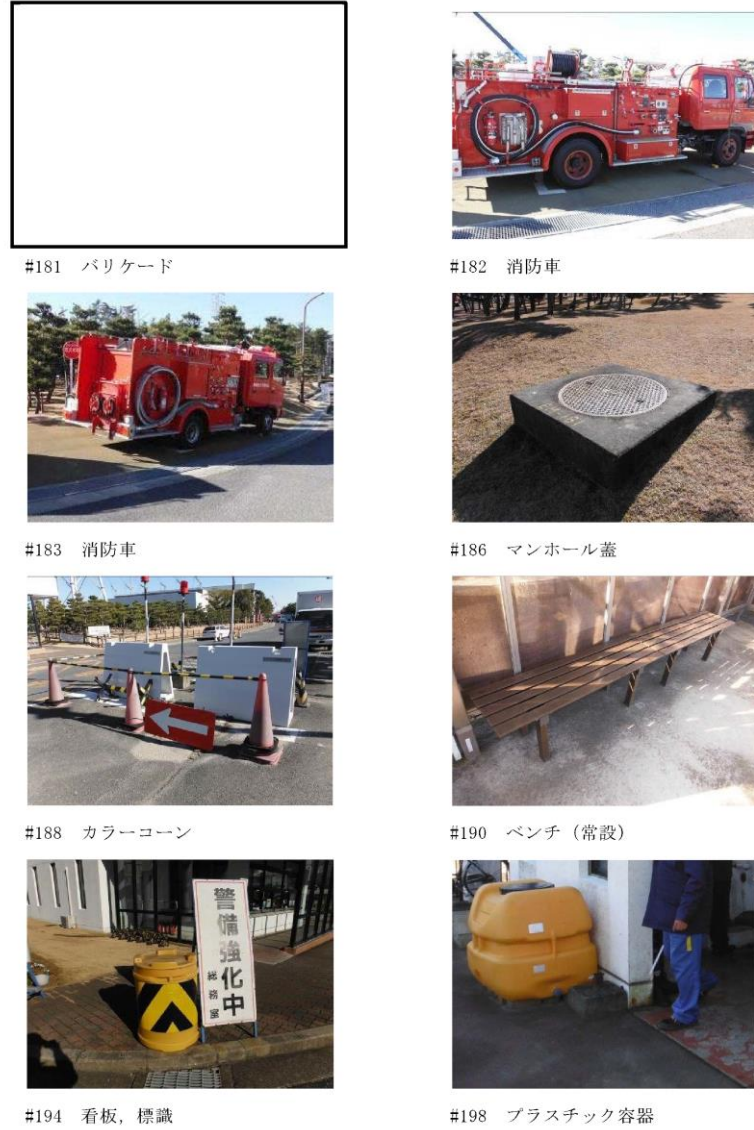 #181 バリケード
#182 消防車
#183 消防車
#186 マンホール蓋
#188 カラーコーン
#190 ベンチ（常設）
警備強化中
総務室
#194 看板，標識
#198 プラスチック容器